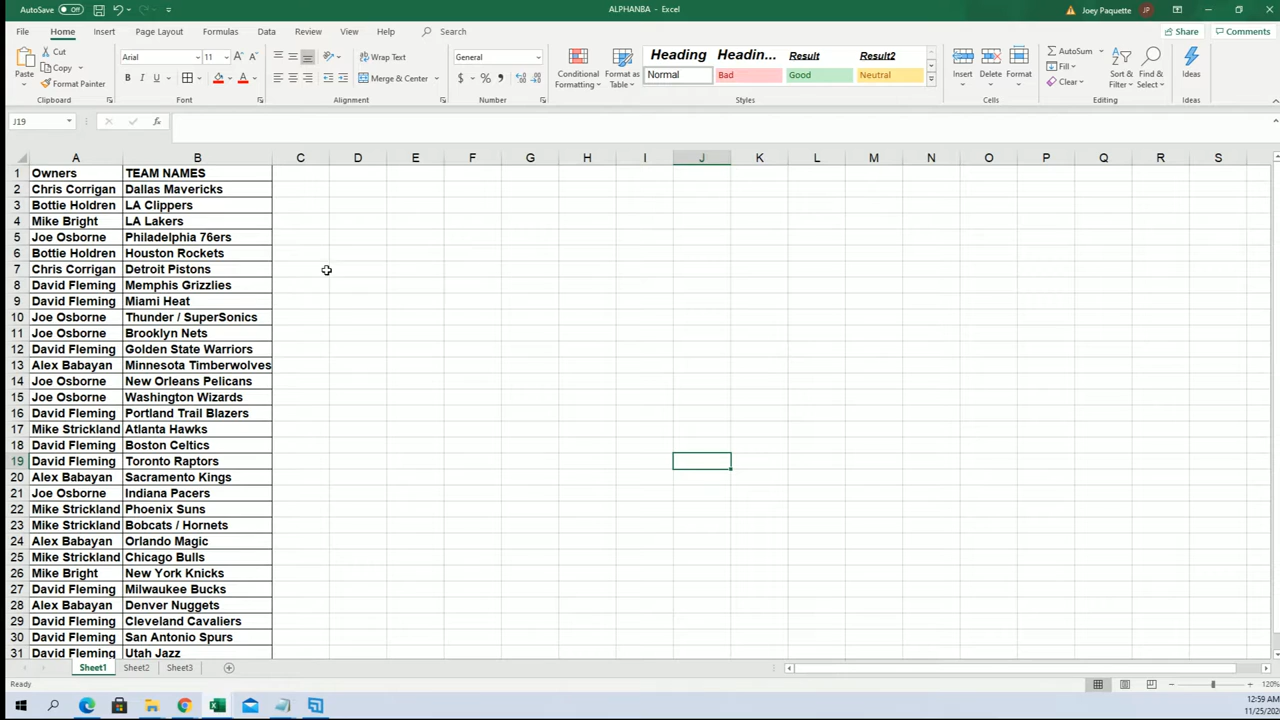 AutoSave Off ALPHANBA - Excel Joey Paquette JP
File Home Insert Page Layout Formulas Data Review View Help Search Share Comments
Paste Cut Copy Format Painter Clipboard
Arial 11 B I U Font
Wrap Text Merge & Center Alignment
General $ % Number
Conditional Formatting Format as Table
Heading Headin... Result Result2
Normal Bad Good Neutral
Styles
Insert Delete Format Cells
AutoSum Fill Clear Sort & Filter Find & Select Editing
Ideas Ideas
J19 fx
A B C D E F G H I J K L M N O P Q R S
1 Owners TEAM NAMES
2 Chris Corrigan Dallas Mavericks
3 Bottie Holdren LA Clippers
4 Mike Bright LA Lakers
5 Joe Osborne Philadelphia 76ers
6 Bottie Holdren Houston Rockets
7 Chris Corrigan Detroit Pistons
8 David Fleming Memphis Grizzlies
9 David Fleming Miami Heat
10 Joe Osborne Thunder / SuperSonics
11 Joe Osborne Brooklyn Nets
12 David Fleming Golden State Warriors
13 Alex Babayan Minnesota Timberwolves
14 Joe Osborne New Orleans Pelicans
15 Joe Osborne Washington Wizards
16 David Fleming Portland Trail Blazers
17 Mike Strickland Atlanta Hawks
18 David Fleming Boston Celtics
19 David Fleming Toronto Raptors
20 Alex Babayan Sacramento Kings
21 Joe Osborne Indiana Pacers
22 Mike Strickland Phoenix Suns
23 Mike Strickland Bobcats / Hornets
24 Alex Babayan Orlando Magic
25 Mike Strickland Chicago Bulls
26 Mike Bright New York Knicks
27 David Fleming Milwaukee Bucks
28 Alex Babayan Denver Nuggets
29 David Fleming Cleveland Cavaliers
30 David Fleming San Antonio Spurs
31 David Fleming Utah Jazz
Sheet1 Sheet2 Sheet3
Ready 120%
12:59 AM